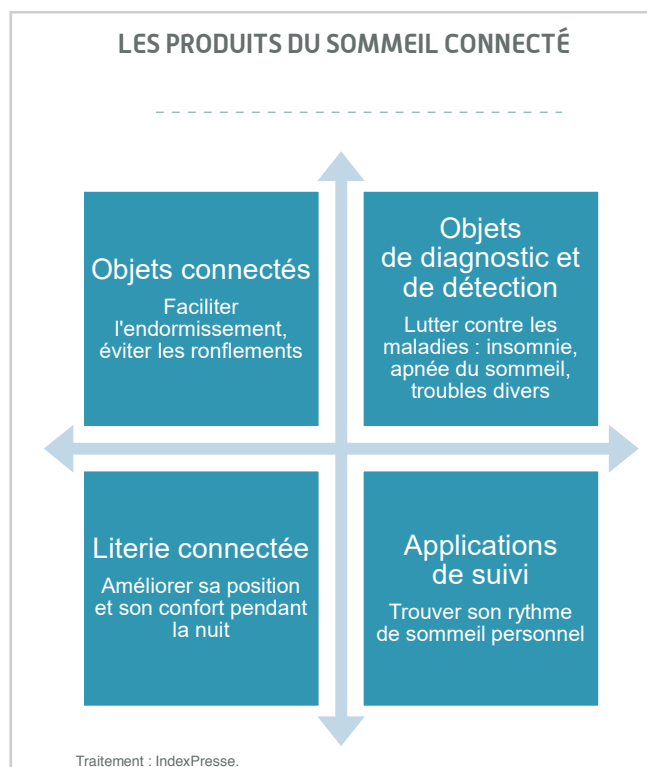 LES PRODUITS DU SOMMEIL CONNECTÉ
Objets connectés
Faciliter
l'endormissement,
éviter les ronflements
Objets
de diagnostic et
de détection
Lutter contre les
maladies : insomnie,
apnée du sommeil,
troubles divers
Literie connectée
Améliorer sa position
et son confort pendant
la nuit
Applications
de suivi
Trouver son rythme
de sommeil personnel
Traitement : IndexPresse.